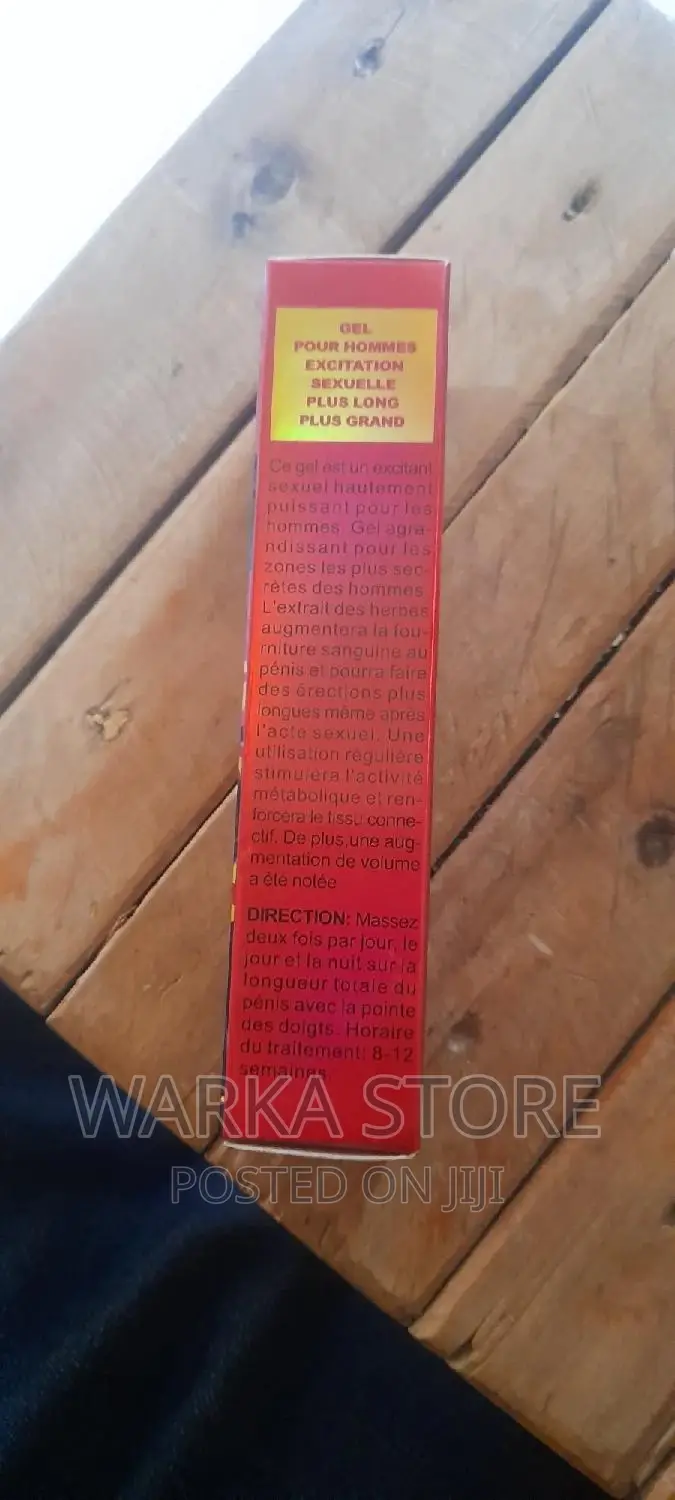 GEL
POUR HOMMES
EXCITATION
SEXUELLE
PLUS LONG
PLUS GRAND
Ce gel est un excitant
sexuel hautement
puissant pour les
hommes. Gel agra-
ndissant pour les
zones les plus sec-
rètes des hommes.
L'extrait des herbes
augmentera la fou-
rniture sanguine au
pénis et pourra faire
des érections plus
longues même après
l'acte sexuel. Une
utilisation régulière
stimulera l'activité
métabolique et ren-
forcera le tissu conne-
ctif. De plus,une aug-
mentation de volume
a été notée
DIRECTION: Massez
deux fois par jour, le
jour et la nuit sur la
longueur totale du
pénis avec la pointe
des doigts. Horaire
du traitement: 8-12
semaines.
WARKA STORE
POSTED ON JIJI